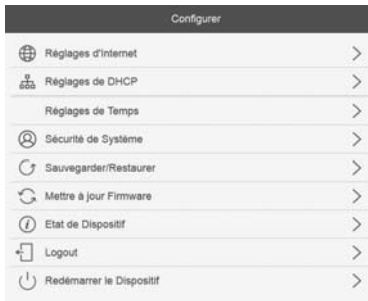 Configurer
Réglages d'Internet
Réglages de DHCP
Réglages de Temps
Sécurité de Système
Sauvegarder/Restaurer
Mettre à jour Firmware
Etat de Dispositif
Logout
Redémarrer le Dispositif